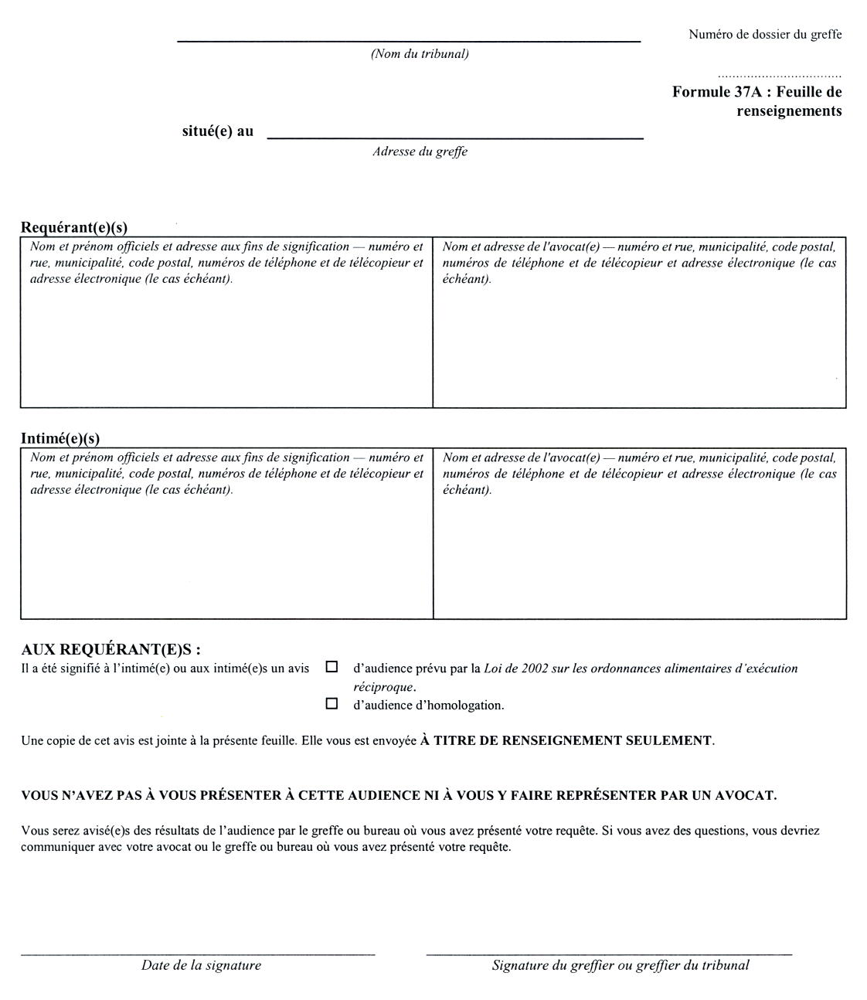 Numéro de dossier du greffe
(Nom du tribunal)
.................................
Formule 37A : Feuille de
renseignements
situé(e) au
Adresse du greffe
Requérant(e)(s)
Nom et prénom officiels et adresse aux fins de signification — numéro et
rue, municipalité, code postal, numéros de téléphone et de télécopieur et
adresse électronique (le cas échéant).
Nom et adresse de l'avocat(e) — numéro et rue, municipalité, code postal,
numéros de téléphone et de télécopieur et adresse électronique (le cas
échéant).
Intimé(e)(s)
Nom et prénom officiels et adresse aux fins de signification — numéro et
rue, municipalité, code postal, numéros de téléphone et de télécopieur et
adresse électronique (le cas échéant).
Nom et adresse de l'avocat(e) — numéro et rue, municipalité, code postal,
numéros de téléphone et de télécopieur et adresse électronique (le cas
échéant).
AUX REQUÉRANT(E)S :
Il a été signifié à l'intimé(e) ou aux intimé(e)s un avis ☐ d'audience prévu par la Loi de 2002 sur les ordonnances alimentaires d'exécution
réciproque.
☐ d'audience d'homologation.
Une copie de cet avis est jointe à la présente feuille. Elle vous est envoyée À TITRE DE RENSEIGNEMENT SEULEMENT.
VOUS N'AVEZ PAS À VOUS PRÉSENTER À CETTE AUDIENCE NI À VOUS Y FAIRE REPRÉSENTER PAR UN AVOCAT.
Vous serez avisé(e)s des résultats de l'audience par le greffe ou bureau où vous avez présenté votre requête. Si vous avez des questions, vous devriez
communiquer avec votre avocat ou le greffe ou bureau où vous avez présenté votre requête.
Date de la signature
Signature du greffier ou greffier du tribunal